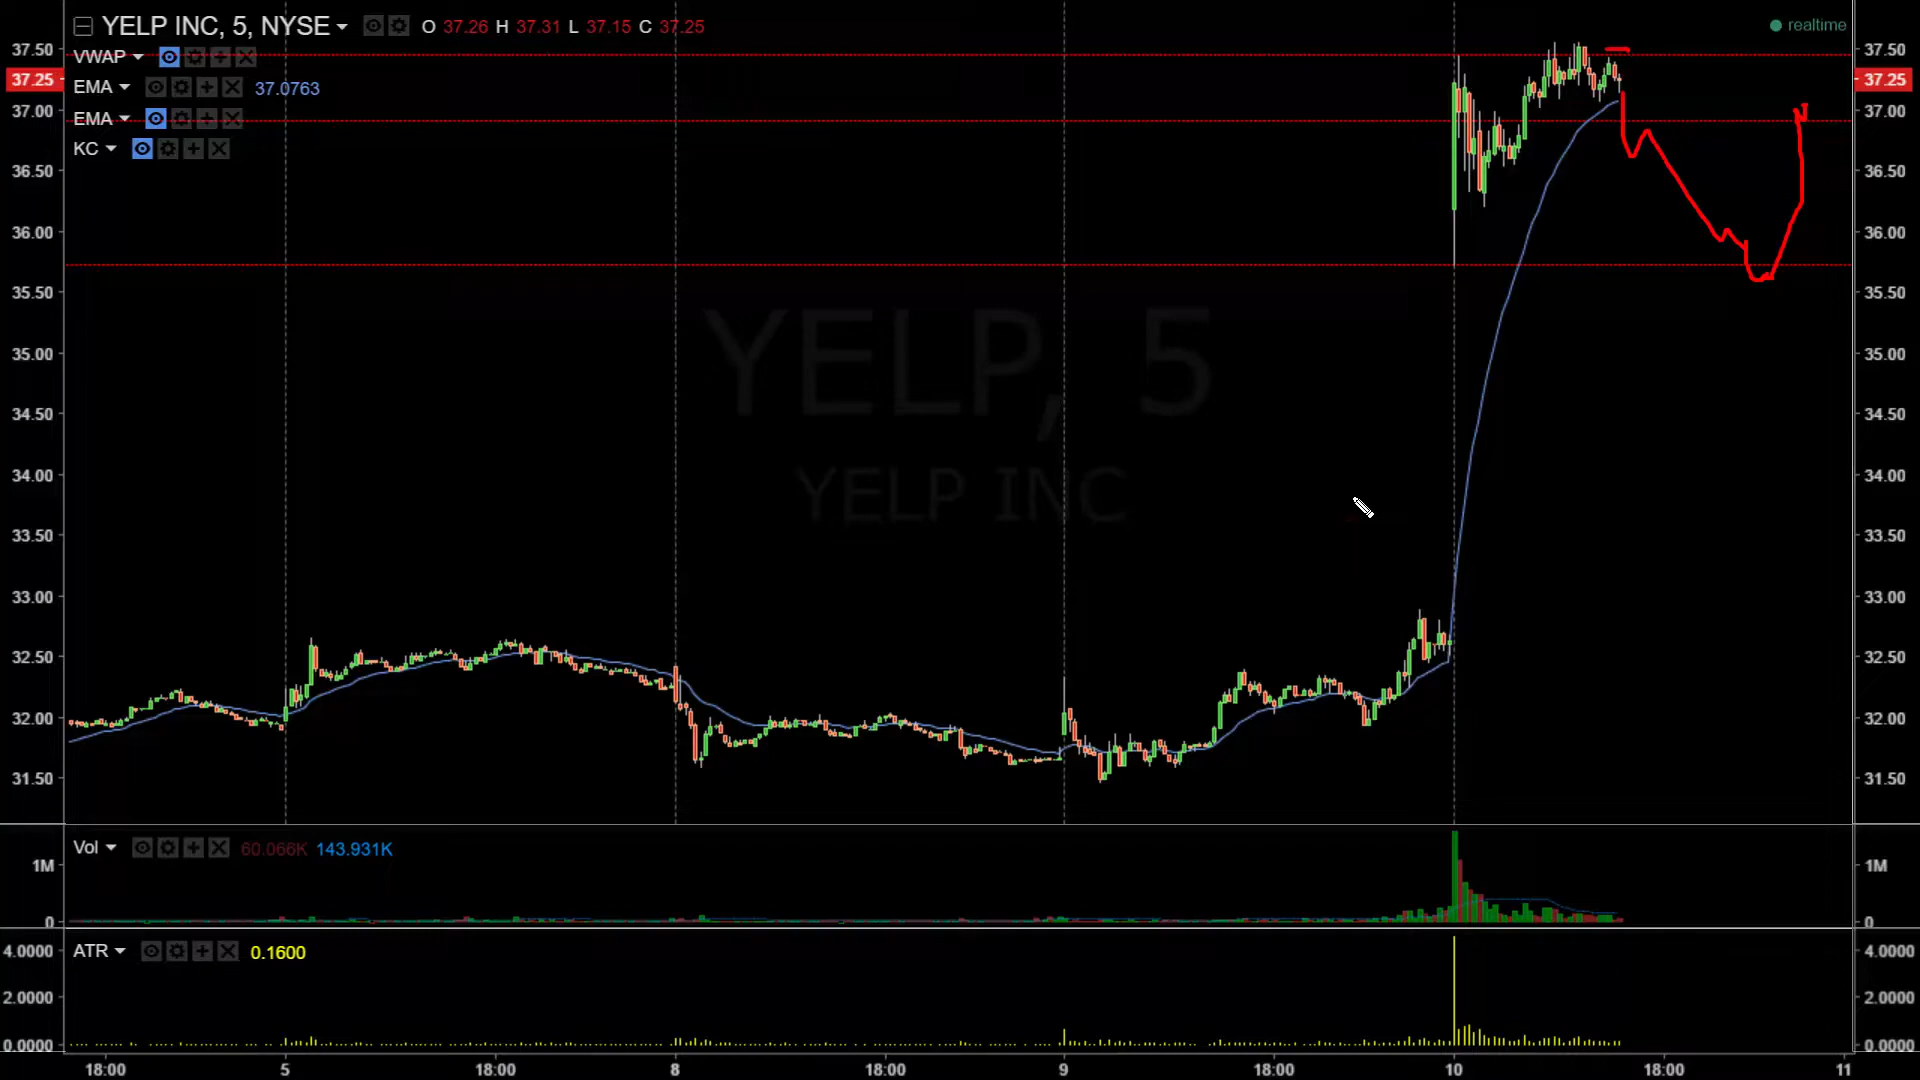 YELP INC, 5, NYSE O 37.26 H 37.31 L 37.15 C 37.25
realtime
VWAP
EMA 37.0763
EMA
KC
37.50 37.50
37.25 37.25
37.00 37.00
36.50 36.50
36.00 36.00
35.50 35.50
35.00 35.00
34.50 34.50
34.00 34.00
33.50 33.50
33.00 33.00
32.50 32.50
32.00 32.00
31.50 31.50
YELP, 5
YELP INC
Vol 60.066K 143.931K
1M 1M
0 0
ATR 0.1600
4.0000 4.0000
2.0000 2.0000
0.0000 0.0000
18:00 5 18:00 8 18:00 9 18:00 10 18:00 11